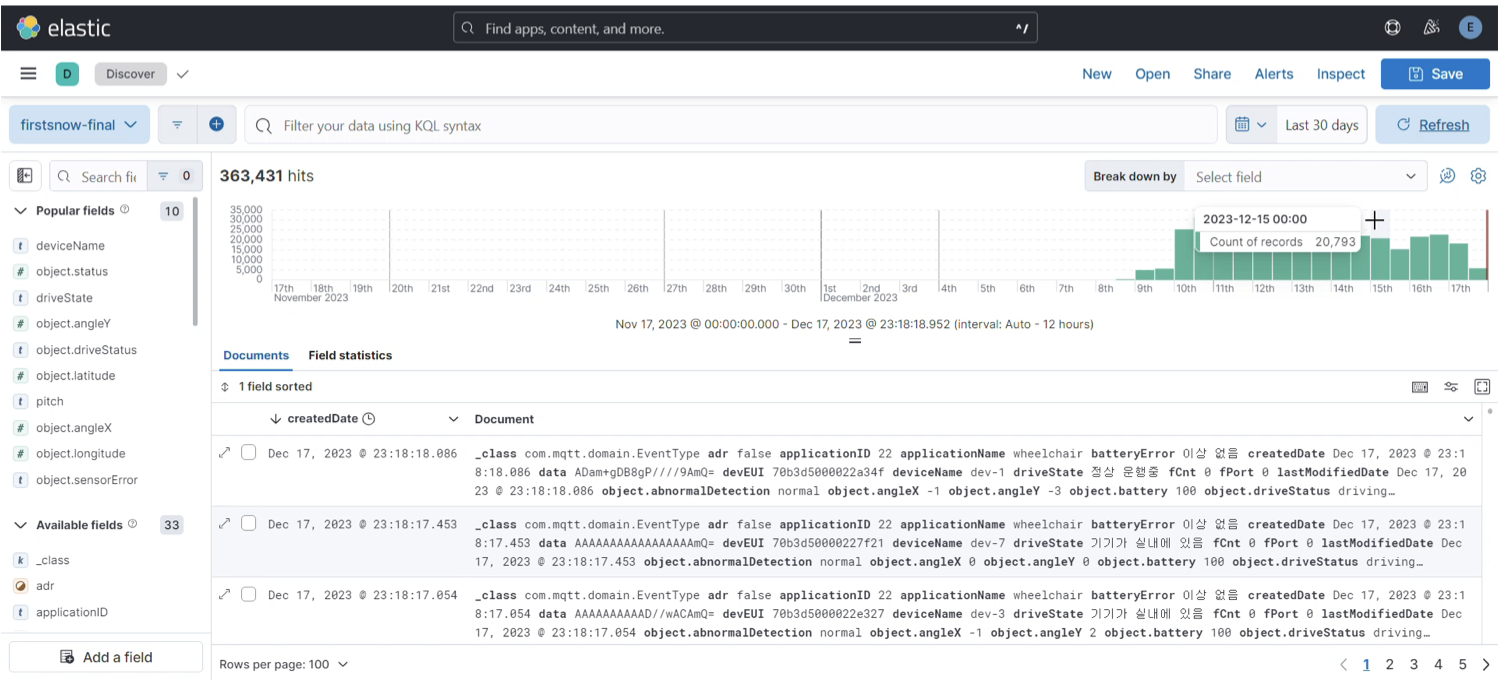 elastic
Find apps, content, and more.
^/
E
D
Discover
New
Open
Share
Alerts
Inspect
Save
firstsnow-final
Filter your data using KQL syntax
Last 30 days
Refresh
Search fi
0
363,431 hits
Break down by
Select field
Popular fields
10
deviceName
object.status
driveState
object.angleY
object.driveStatus
object.latitude
pitch
object.angleX
object.longitude
object.sensorError
Available fields
33
_class
adr
applicationID
Add a field
35,000
30,000
25,000
20,000
15,000
10,000
5,000
0
2023-12-15 00:00
Count of records 20,793
17th 18th 19th 20th 21st 22nd 23rd 24th 25th 26th 27th 28th 29th 30th 1st 2nd 3rd 4th 5th 6th 7th 8th 9th 10th 11th 12th 13th 14th 15th 16th 17th
November 2023 December 2023
Nov 17, 2023 @ 00:00:00.000 - Dec 17, 2023 @ 23:18:18.952 (interval: Auto - 12 hours)
Documents Field statistics
1 field sorted
createdDate Document
Dec 17, 2023 @ 23:18:18.086 _class com.mqtt.domain.EventType adr false applicationID 22 applicationName wheelchair batteryError 이상 없음 createdDate Dec 17, 2023 @ 23:1
8:18.086 data ADam+gDB8gP////9AmQ= devEUI 70b3d5000022a34f deviceName dev-1 driveState 정상 운행중 fCnt 0 fPort 0 lastModifiedDate Dec 17, 20
23 @ 23:18:18.086 object.abnormalDetection normal object.angleX -1 object.angleY -3 object.battery 100 object.driveStatus driving…
Dec 17, 2023 @ 23:18:17.453 _class com.mqtt.domain.EventType adr false applicationID 22 applicationName wheelchair batteryError 이상 없음 createdDate Dec 17, 2023 @ 23:1
8:17.453 data AAAAAAAAAAAAAAAAAmQ= devEUI 70b3d50000227f21 deviceName dev-7 driveState 기기가 실내에 있음 fCnt 0 fPort 0 lastModifiedDate Dec
17, 2023 @ 23:18:17.453 object.abnormalDetection normal object.angleX 0 object.angleY 0 object.battery 100 object.driveStatus driving…
Dec 17, 2023 @ 23:18:17.054 _class com.mqtt.domain.EventType adr false applicationID 22 applicationName wheelchair batteryError 이상 없음 createdDate Dec 17, 2023 @ 23:1
8:17.054 data AAAAAAAAAAD//wACAmQ= devEUI 70b3d5000022e327 deviceName dev-3 driveState 기기가 실내에 있음 fCnt 0 fPort 0 lastModifiedDate Dec
17, 2023 @ 23:18:17.054 object.abnormalDetection normal object.angleX -1 object.angleY 2 object.battery 100 object.driveStatus driving…
Rows per page: 100
1 2 3 4 5